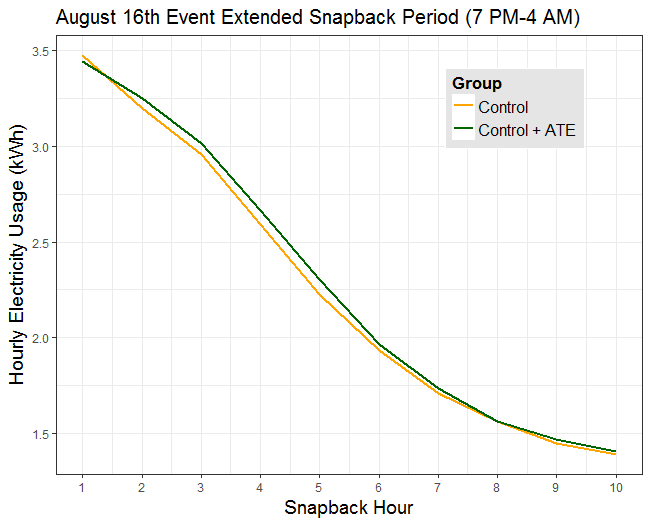 August 16th Event Extended Snapback Period (7 PM-4 AM)
Hourly Electricity Usage (kWh)
3.5
3.0
2.5
2.0
1.5
Group
Control
Control + ATE
1 2 3 4 5 6 7 8 9 10
Snapback Hour